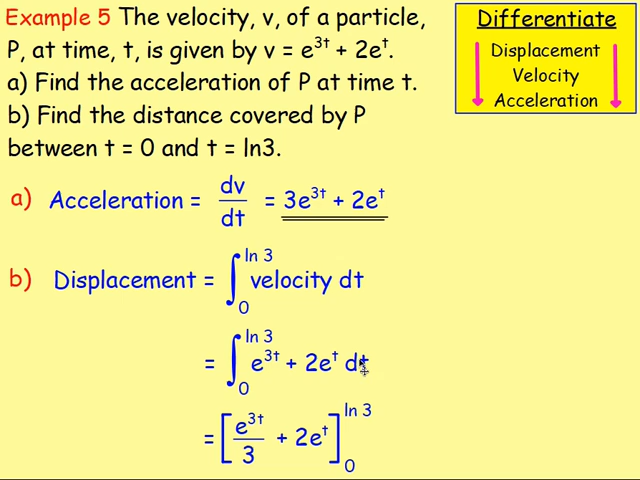 Example 5 The velocity, v, of a particle,
P, at time, t, is given by v = e^3t + 2e^t.
a) Find the acceleration of P at time t.
b) Find the distance covered by P
between t = 0 and t = ln3.
Differentiate
Displacement
Velocity
Acceleration
a) Acceleration = dv/dt = 3e^3t + 2e^t
b) Displacement = ∫_0^ln 3 velocity dt
= ∫_0^ln 3 e^3t + 2e^t dt
= [e^3t/3 + 2e^t]_0^ln 3